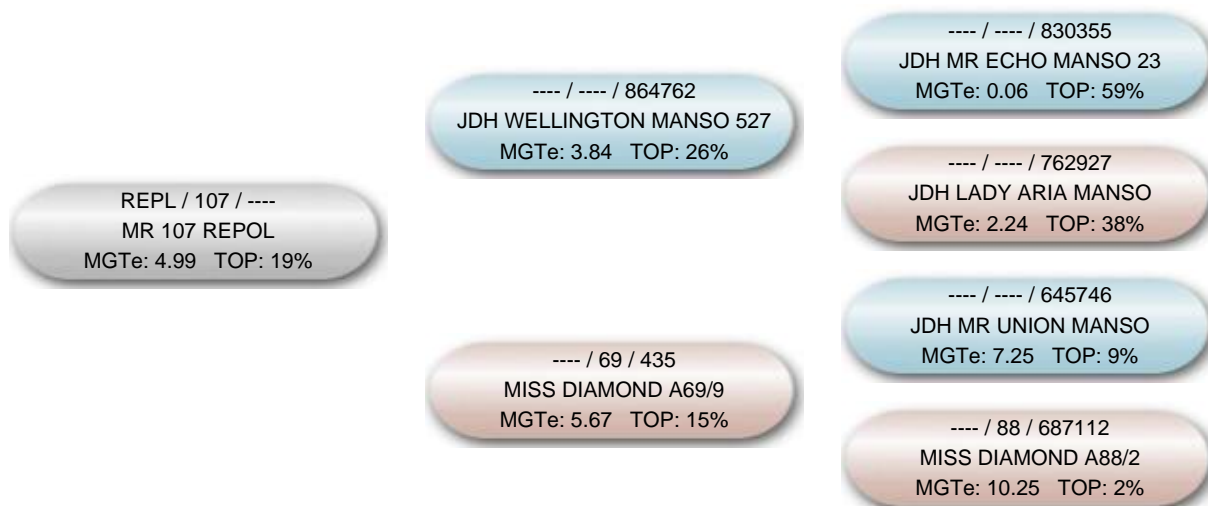 REPL / 107 / ----
MR 107 REPOL
MGTe: 4.99 TOP: 19%
---- / ---- / 864762
JDH WELLINGTON MANSO 527
MGTe: 3.84 TOP: 26%
---- / 69 / 435
MISS DIAMOND A69/9
MGTe: 5.67 TOP: 15%
---- / ---- / 830355
JDH MR ECHO MANSO 23
MGTe: 0.06 TOP: 59%
---- / ---- / 762927
JDH LADY ARIA MANSO
MGTe: 2.24 TOP: 38%
---- / ---- / 645746
JDH MR UNION MANSO
MGTe: 7.25 TOP: 9%
---- / 88 / 687112
MISS DIAMOND A88/2
MGTe: 10.25 TOP: 2%